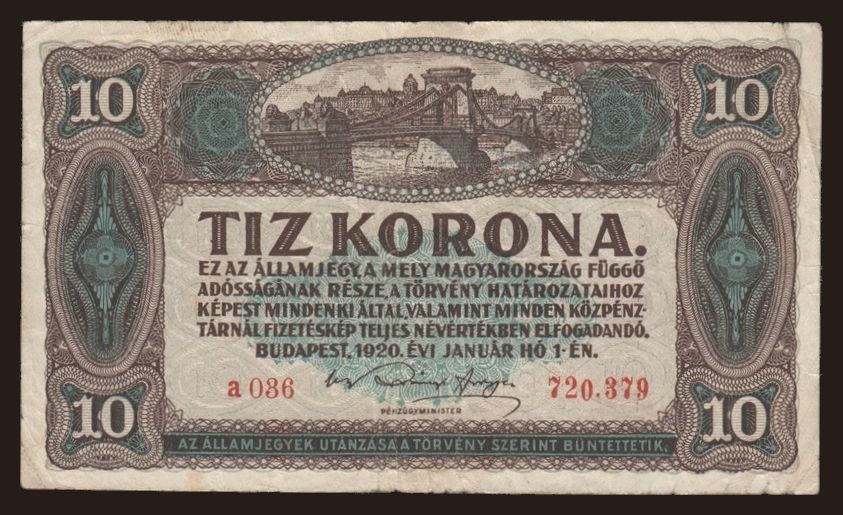 10 10
TIZ KORONA.
EZ AZ ÁLLAMJEGY, A MELY MAGYARORSZÁG FÜGGŐ
ADÓSSÁGÁNAK RÉSZE, A TÖRVÉNY HATÁROZATAIHOZ
KÉPEST MINDENKI ÁLTAL, VALAMINT MINDEN KÖZPÉNZ-
TÁRNÁL FIZETÉSKÉP TELJES NÉVÉRTÉKBEN ELFOGADANDÓ.
BUDAPEST, 1920. ÉVI JANUÁR HÓ 1-ÉN.
a 036 720.379
PÉNZÜGYMINISTER
10 10
AZ ÁLLAMJEGYEK UTÁNZÁSA A TÖRVÉNY SZERINT BÜNTETTETIK.